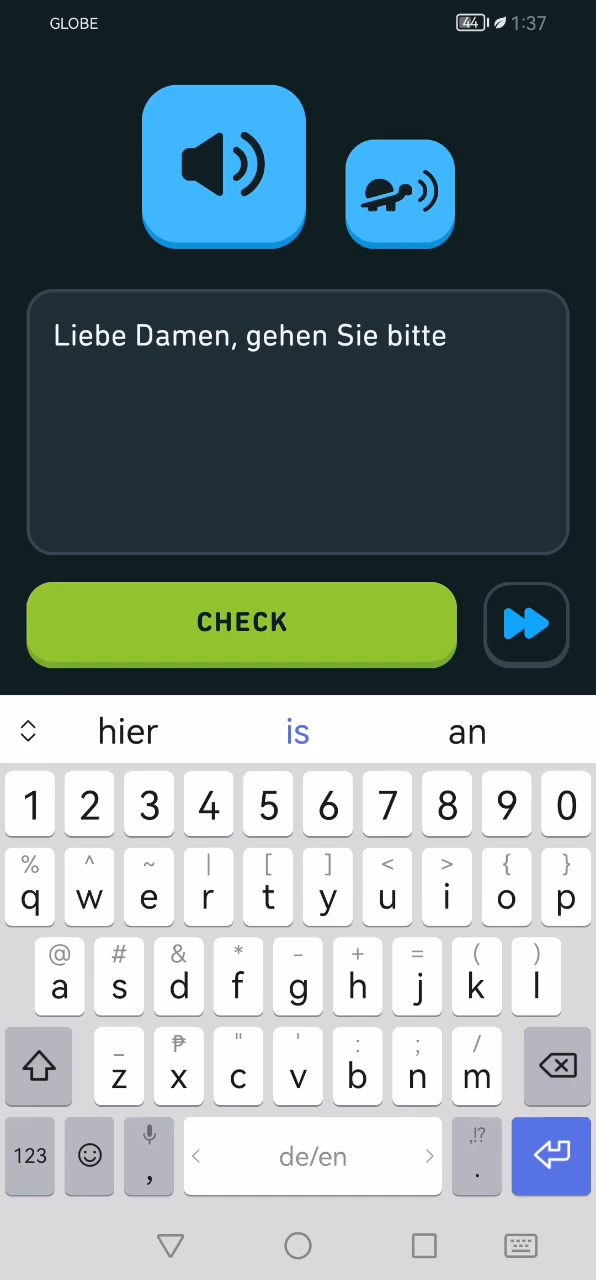 GLOBE 44 1:37
Liebe Damen, gehen Sie bitte
CHECK
hier is an
1 2 3 4 5 6 7 8 9 0
% ^ ~ | [ ] < > { }
q w e r t y u i o p
@ # & * - + = ( )
a s d f g h j k l
_ ₱ " ' : ; /
z x c v b n m
,!?
123 , < de/en > .